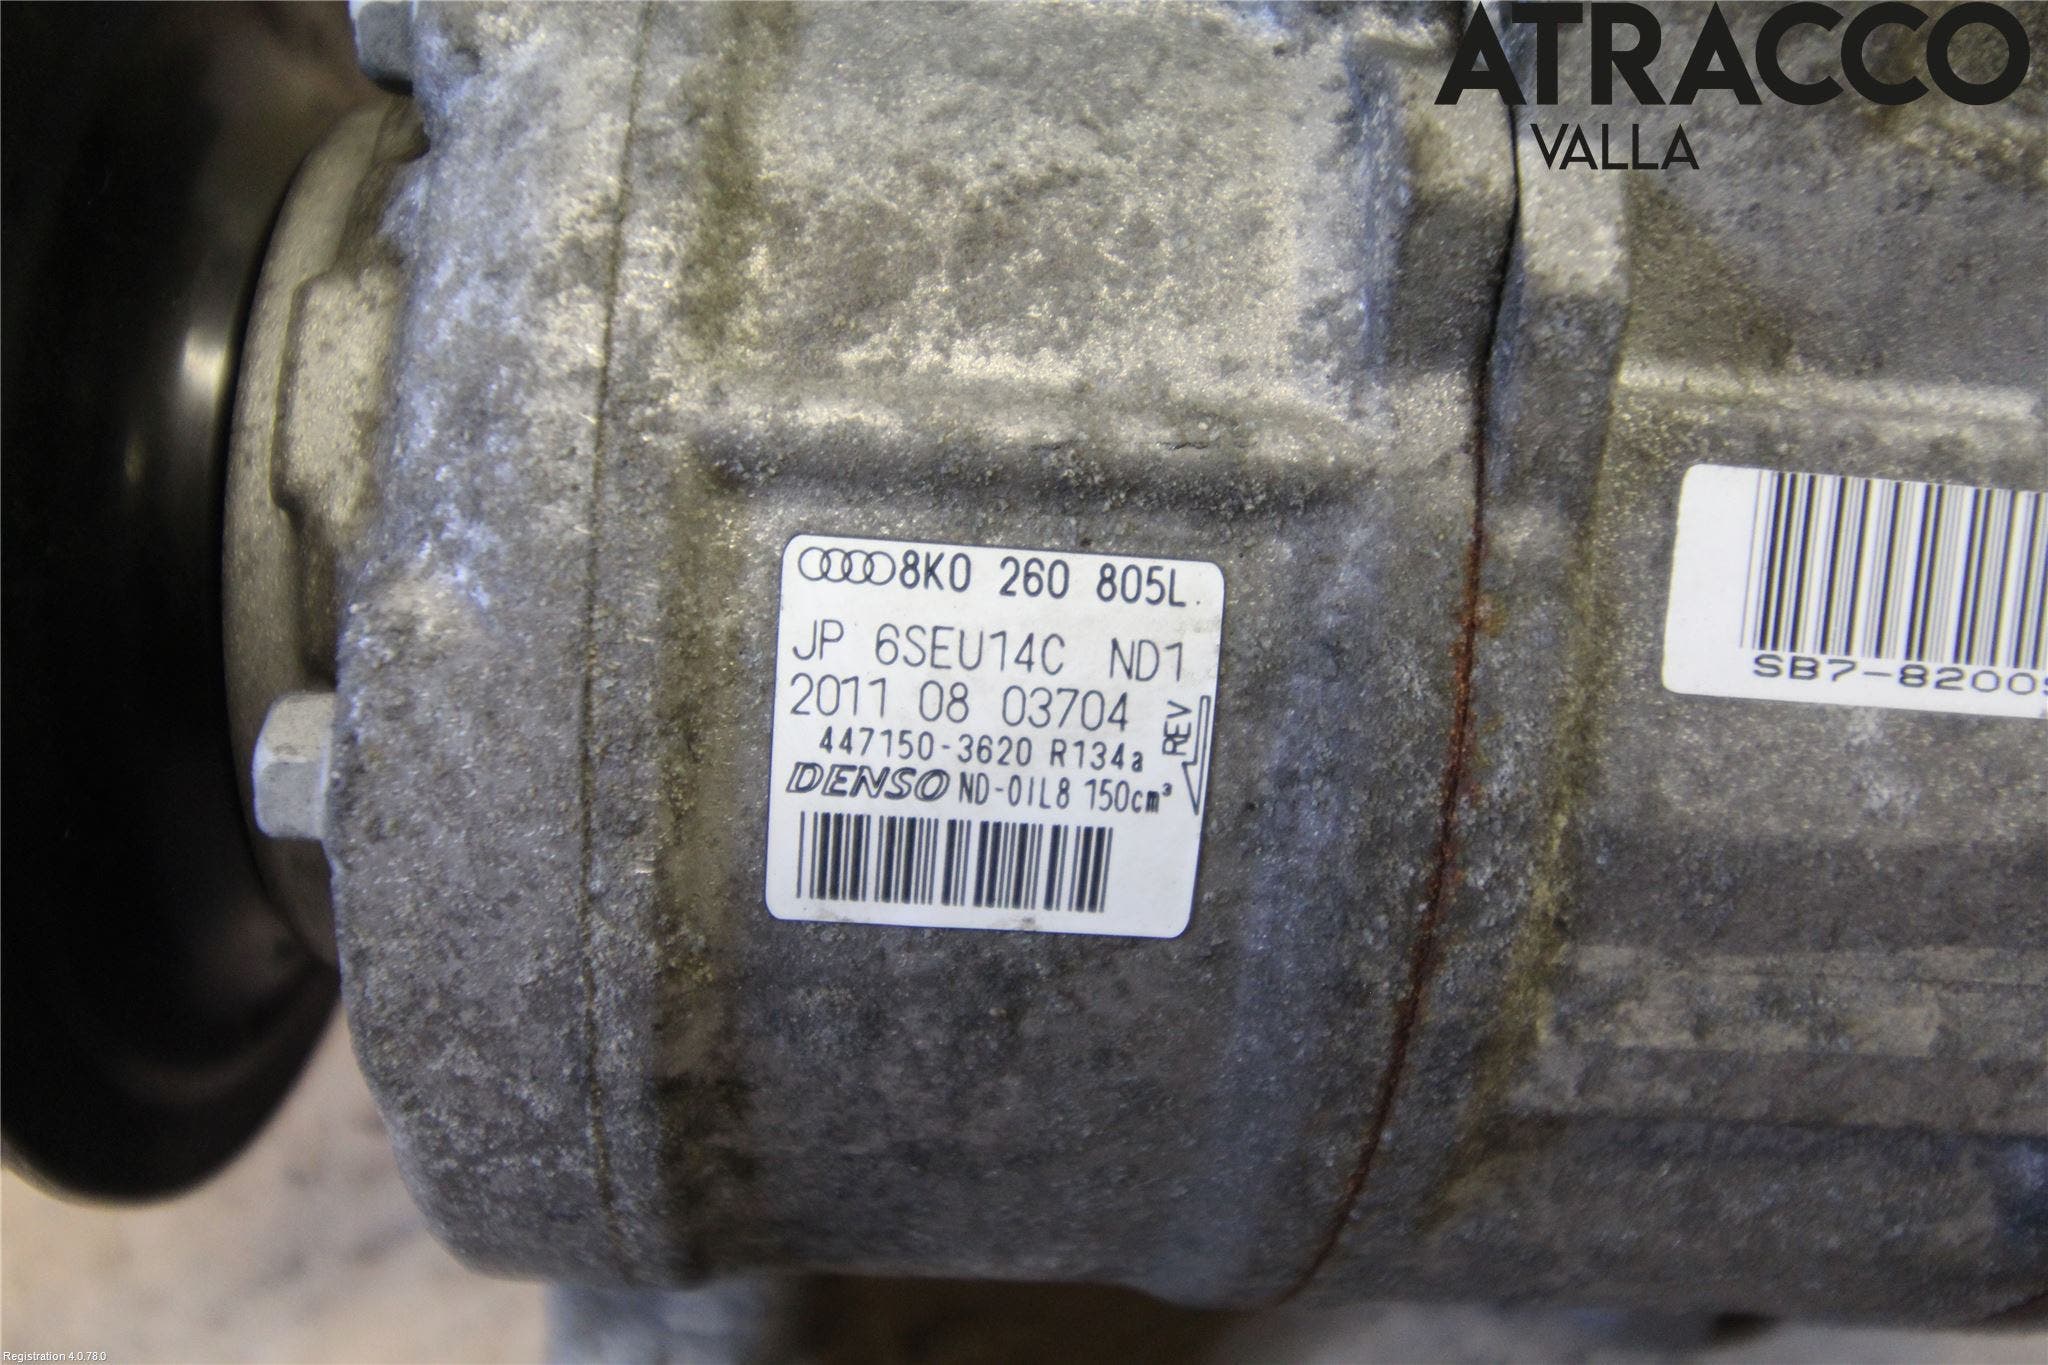 ATRACCO
VALLA
8K0 260 805L.
JP 6SEU14C ND1
2011 08 03704
447150-3620 R134a
REV
DENSO ND-OIL8 150cm³
SB7-8200
Registration 4.0.78.0